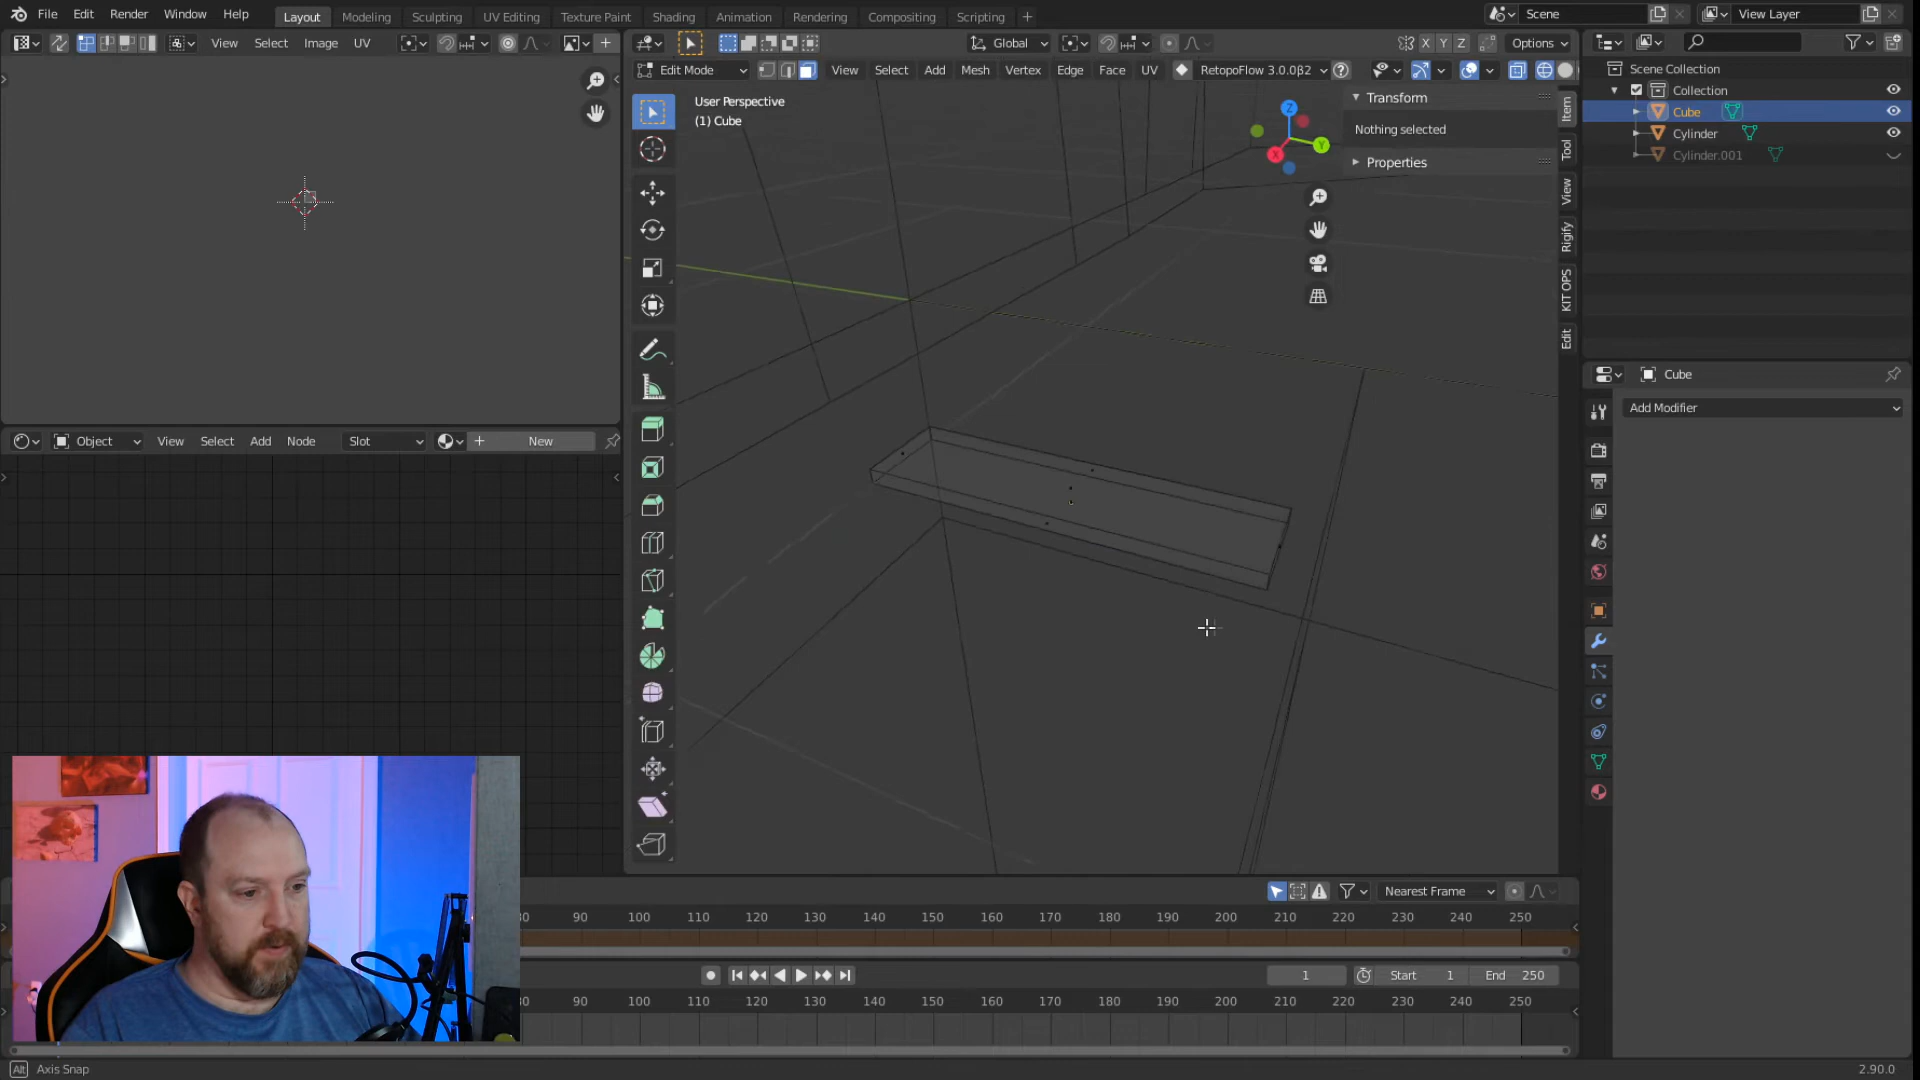 File Edit Render Window Help Layout Modeling Sculpting UV Editing Texture Paint Shading Animation Rendering Compositing Scripting + Scene View Layer
View Select Image UV
Global
X Y Z Options
Edit Mode View Select Add Mesh Vertex Edge Face UV RetopoFlow 3.0.0β2
User Perspective
(1) Cube
Z
Y
X
Transform
Nothing selected
Properties
Item
Tool
View
Rigify
KIT OPS
Edit
Scene Collection
Collection
Cube
Cylinder
Cylinder.001
Cube
Add Modifier
Object View Select Add Node Slot New
Nearest Frame
90 100 110 120 130 140 150 160 170 180 190 200 210 220 230 240 250
1 Start 1 End 250
90 100 110 120 130 140 150 160 170 180 190 200 210 220 230 240 250
Alt Axis Snap 2.90.0